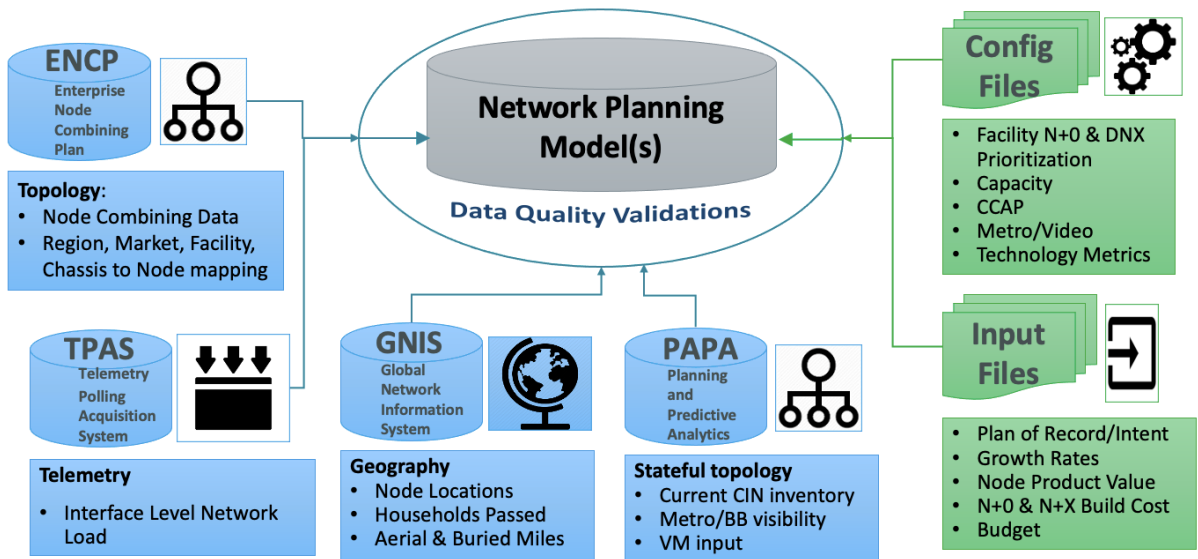 ENCP
Enterprise
Node
Combining
Plan
Topology:
• Node Combining Data
• Region, Market, Facility,
Chassis to Node mapping
TPAS
Telemetry
Polling
Acquisition
System
Telemetry
• Interface Level Network
Load
Network Planning
Model(s)
Data Quality Validations
GNIS
Global
Network
Information
System
Geography
• Node Locations
• Households Passed
• Aerial & Buried Miles
PAPA
Planning
and
Predictive
Analytics
Stateful topology
• Current CIN inventory
• Metro/BB visibility
• VM input
Config
Files
• Facility N+0 & DNX
Prioritization
• Capacity
• CCAP
• Metro/Video
• Technology Metrics
Input
Files
• Plan of Record/Intent
• Growth Rates
• Node Product Value
• N+0 & N+X Build Cost
• Budget